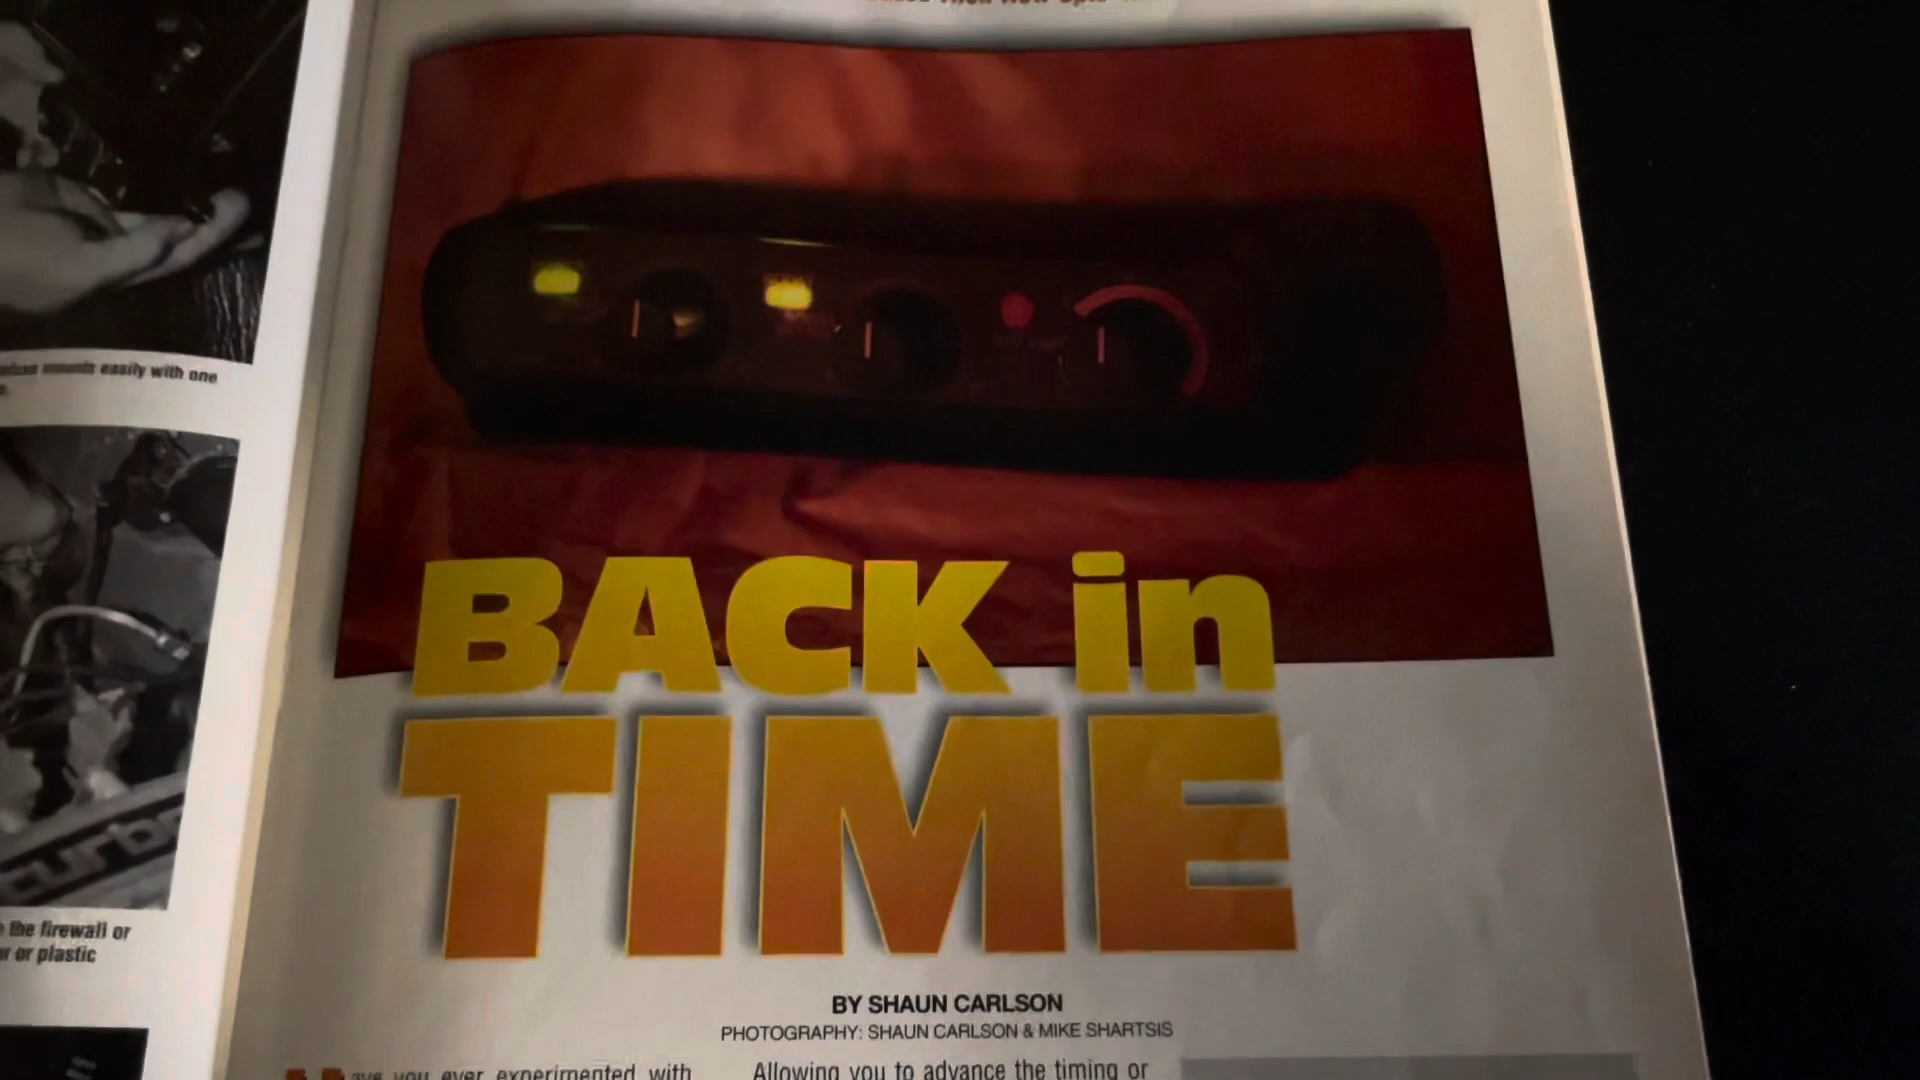 mounts easily with one
the firewall or
or plastic
turbo
BACK in
TIME
BY SHAUN CARLSON
PHOTOGRAPHY: SHAUN CARLSON & MIKE SHARTSIS
you ever experimented with
Allowing you to advance the timing or